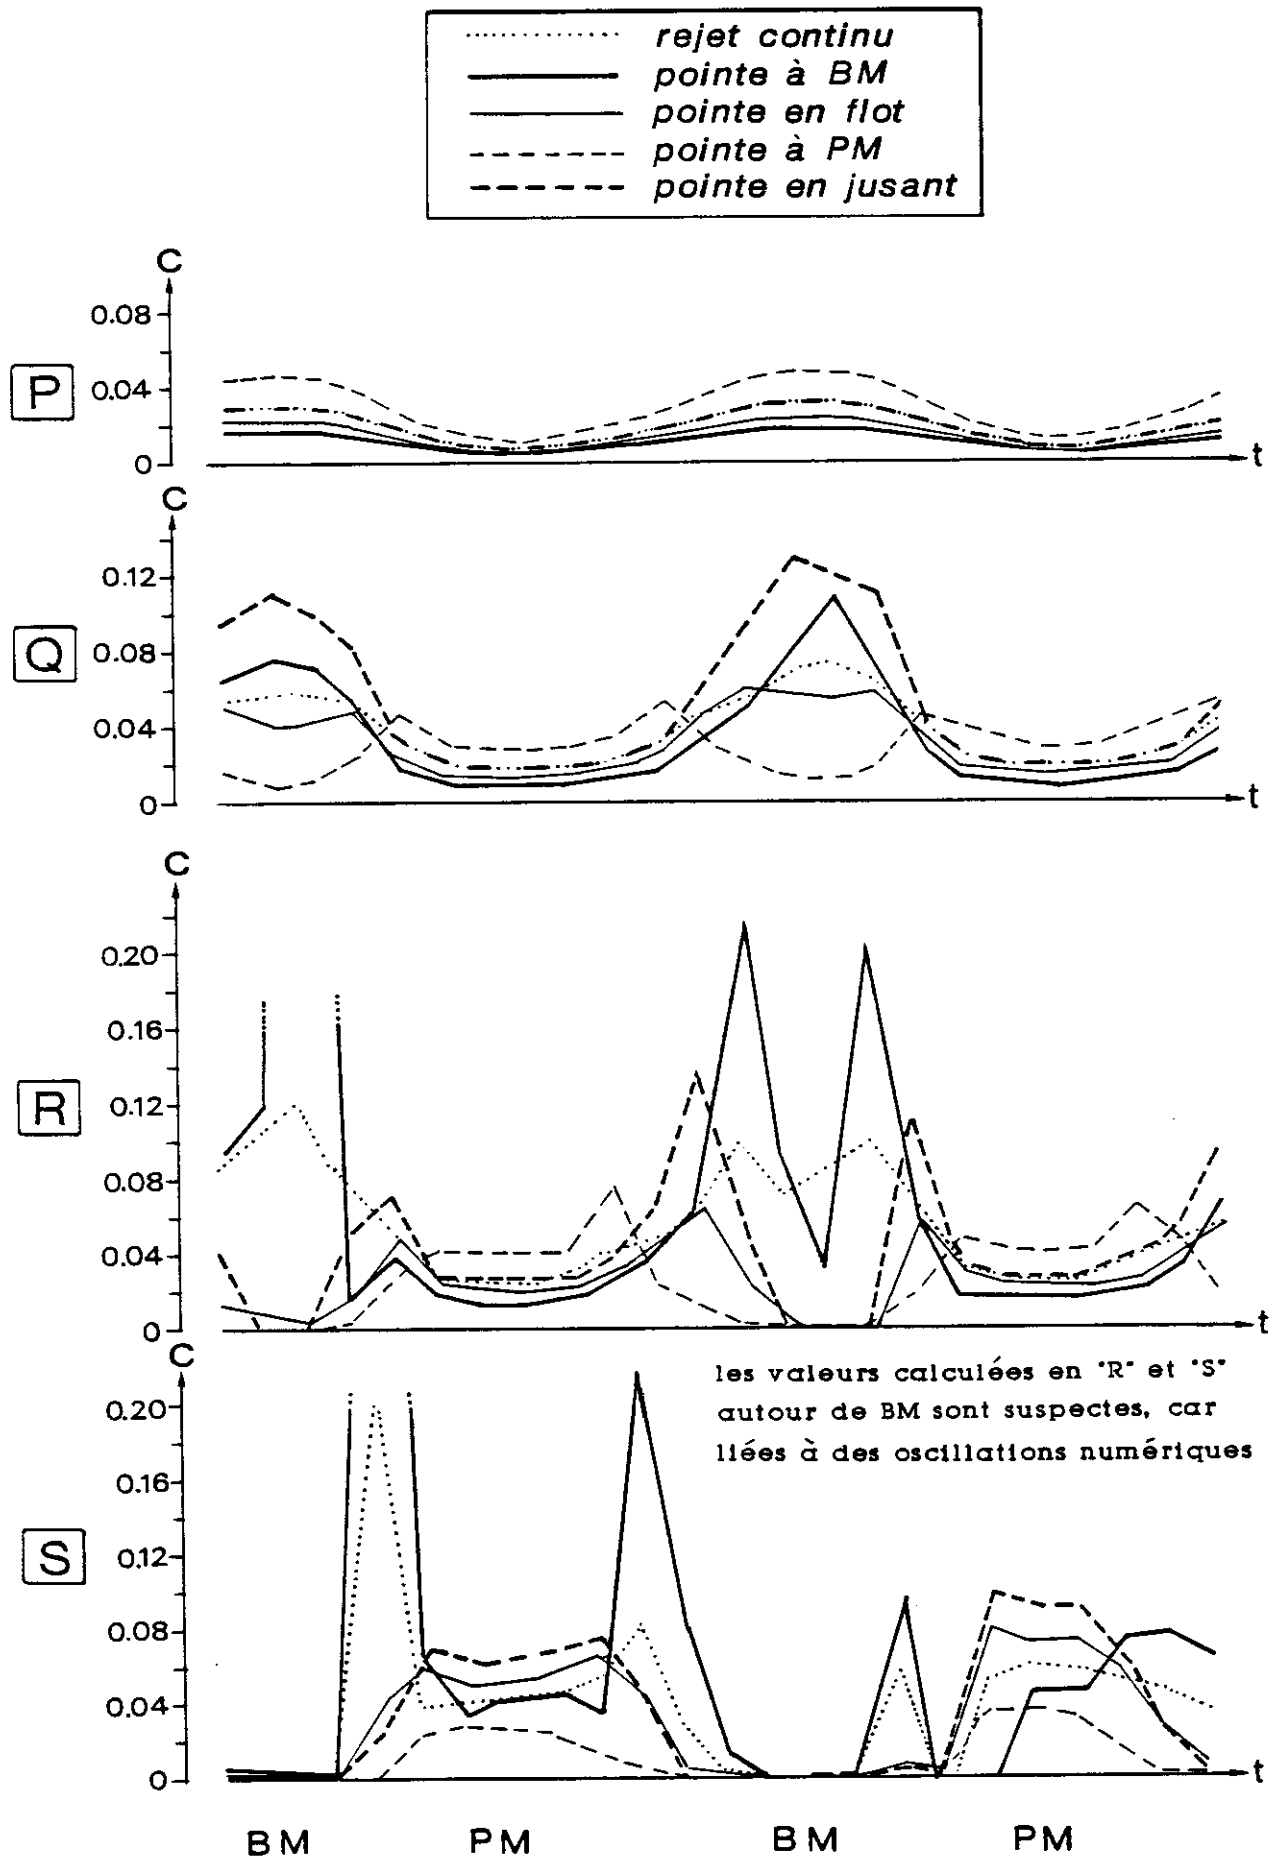 rejet continu
pointe à BM
pointe en flot
pointe à PM
pointe en jusant
C
0.08
P
0.04
0
t
C
0.12
Q
0.08
0.04
0
t
C
0.20
0.16
R
0.12
0.08
0.04
0
t
C
les valeurs calculées en "R" et "S"
autour de BM sont suspectes, car
liées à des oscillations numériques
0.20
0.16
S
0.12
0.08
0.04
0
t
BM PM BM PM